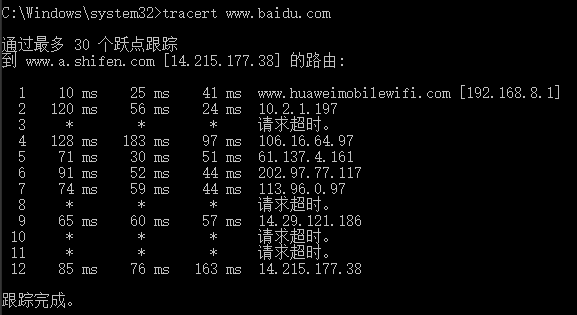 C:\Windows\system32>tracert www.baidu.com
通过最多 30 个跃点跟踪
到 www.a.shifen.com [14.215.177.38] 的路由:
1 10 ms 25 ms 41 ms www.huaweimobilewifi.com [192.168.8.1]
2 120 ms 56 ms 24 ms 10.2.1.197
3 * * * 请求超时。
4 128 ms 183 ms 97 ms 106.16.64.97
5 71 ms 30 ms 51 ms 61.137.4.161
6 91 ms 52 ms 44 ms 202.97.77.117
7 74 ms 59 ms 44 ms 113.96.0.97
8 * * * 请求超时。
9 65 ms 60 ms 57 ms 14.29.121.186
10 * * * 请求超时。
11 * * * 请求超时。
12 85 ms 76 ms 163 ms 14.215.177.38
跟踪完成。